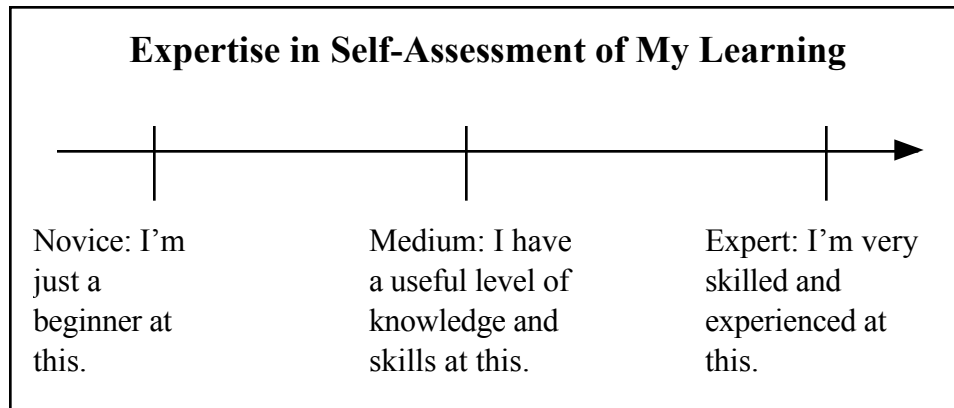 Expertise in Self-Assessment of My Learning
Novice: I’m
just a
beginner at
this.
Medium: I have
a useful level of
knowledge and
skills at this.
Expert: I’m very
skilled and
experienced at
this.